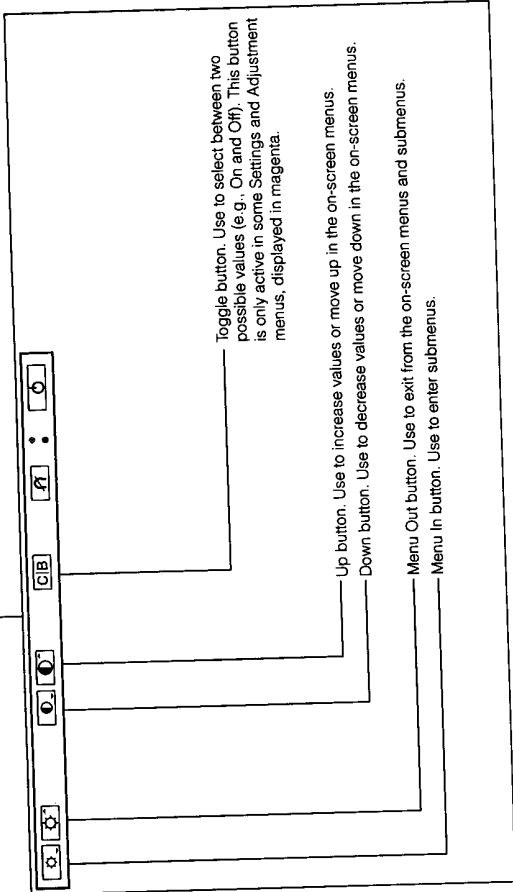 C|B
Toggle button. Use to select between two
possible values (e.g., On and Off). This button
is only active in some Settings and Adjustment
menus, displayed in magenta.
Up button. Use to increase values or move up in the on-screen menus.
Down button. Use to decrease values or move down in the on-screen menus.
Menu Out button. Use to exit from the on-screen menus and submenus.
Menu In button. Use to enter submenus.